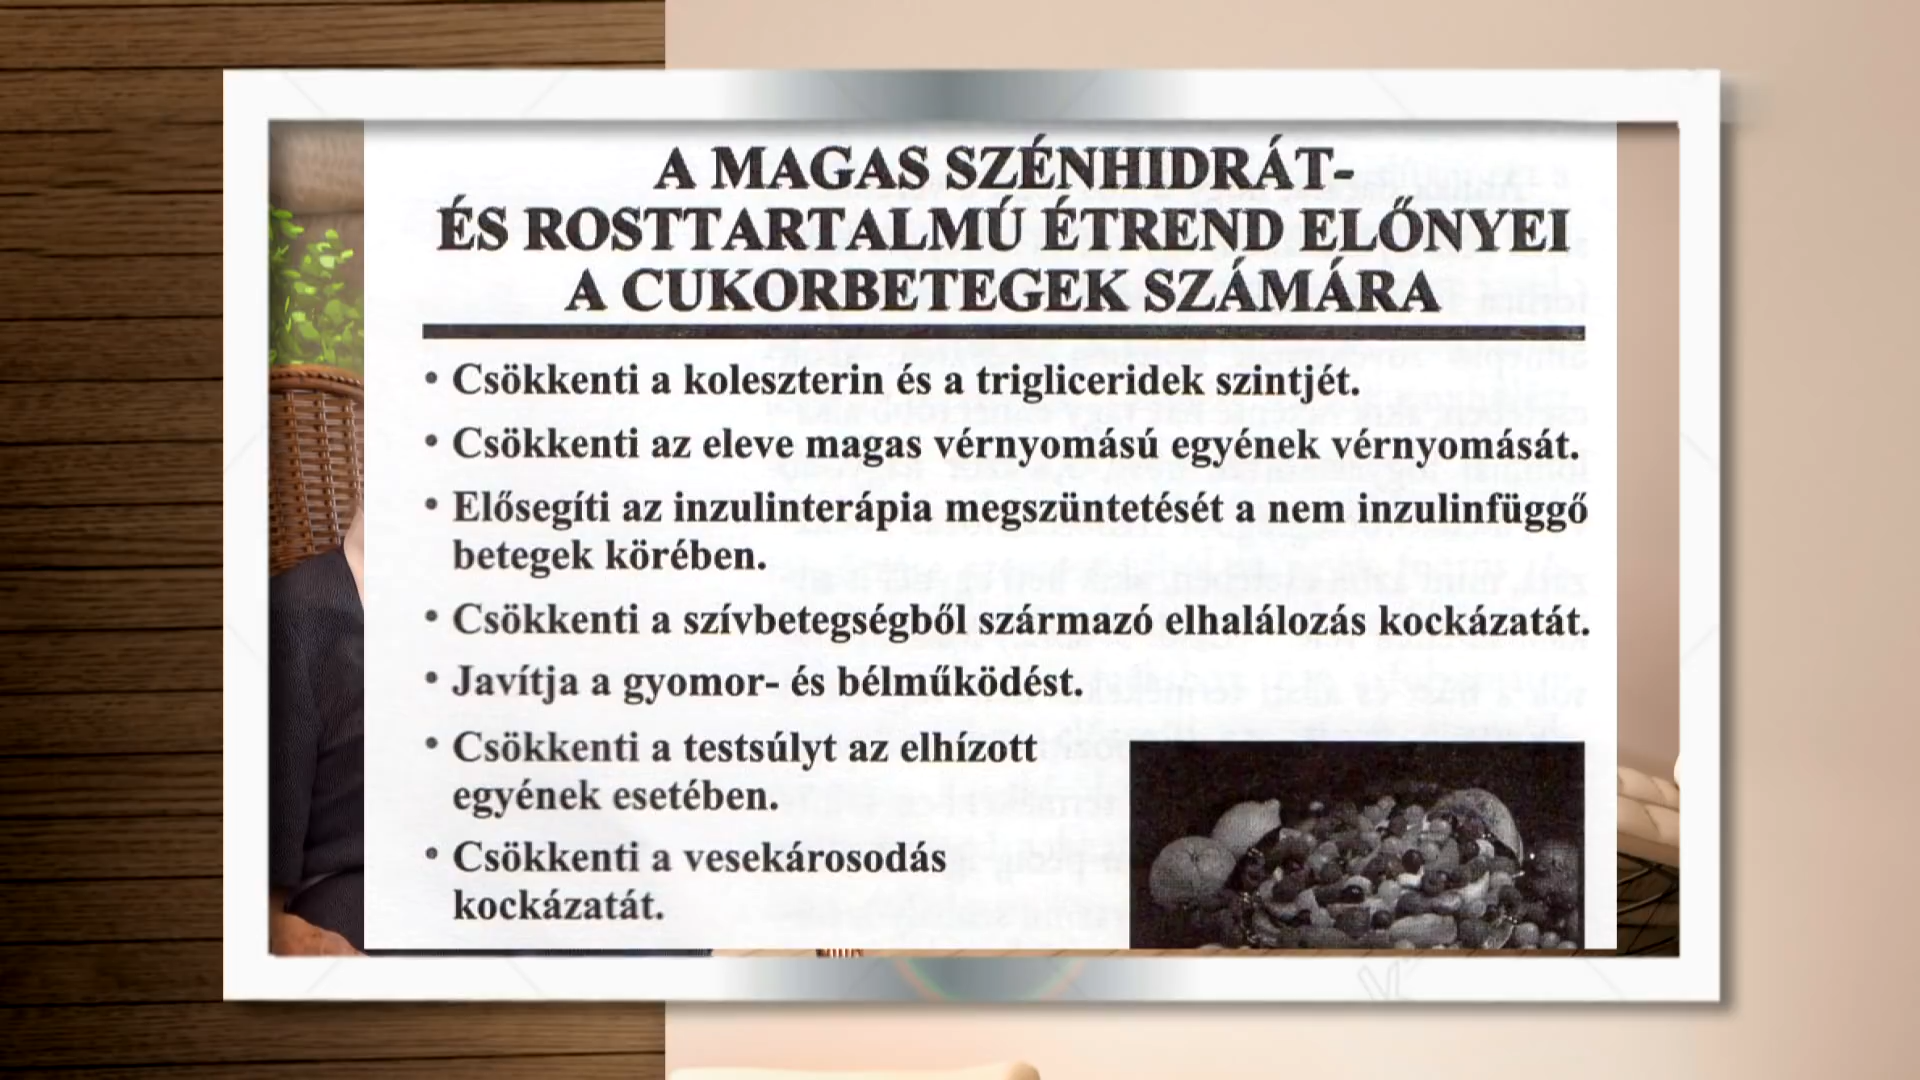 A MAGAS SZÉNHIDRÁT-
ÉS ROSTTARTALMÚ ÉTREND ELŐNYEI
A CUKORBETEGEK SZÁMÁRA
• Csökkenti a koleszterin és a trigliceridek szintjét.
• Csökkenti az eleve magas vérnyomású egyének vérnyomását.
• Elősegíti az inzulinterápia megszüntetését a nem inzulinfüggő
betegek körében.
• Csökkenti a szívbetegségből származó elhalálozás kockázatát.
• Javítja a gyomor- és bélműködést.
• Csökkenti a testsúlyt az elhízott
egyének esetében.
• Csökkenti a vesekárosodás
kockázatát.